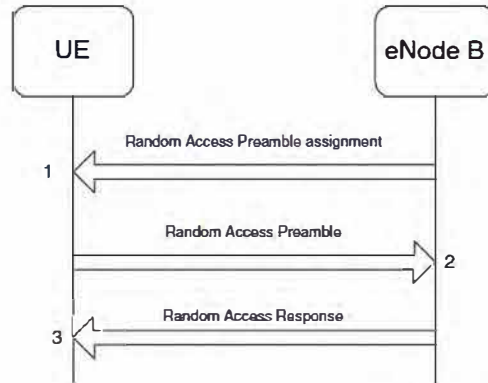 UE
eNode B
Random Access Preamble assignment
1
Random Access Preamble
2
Random Access Response
3